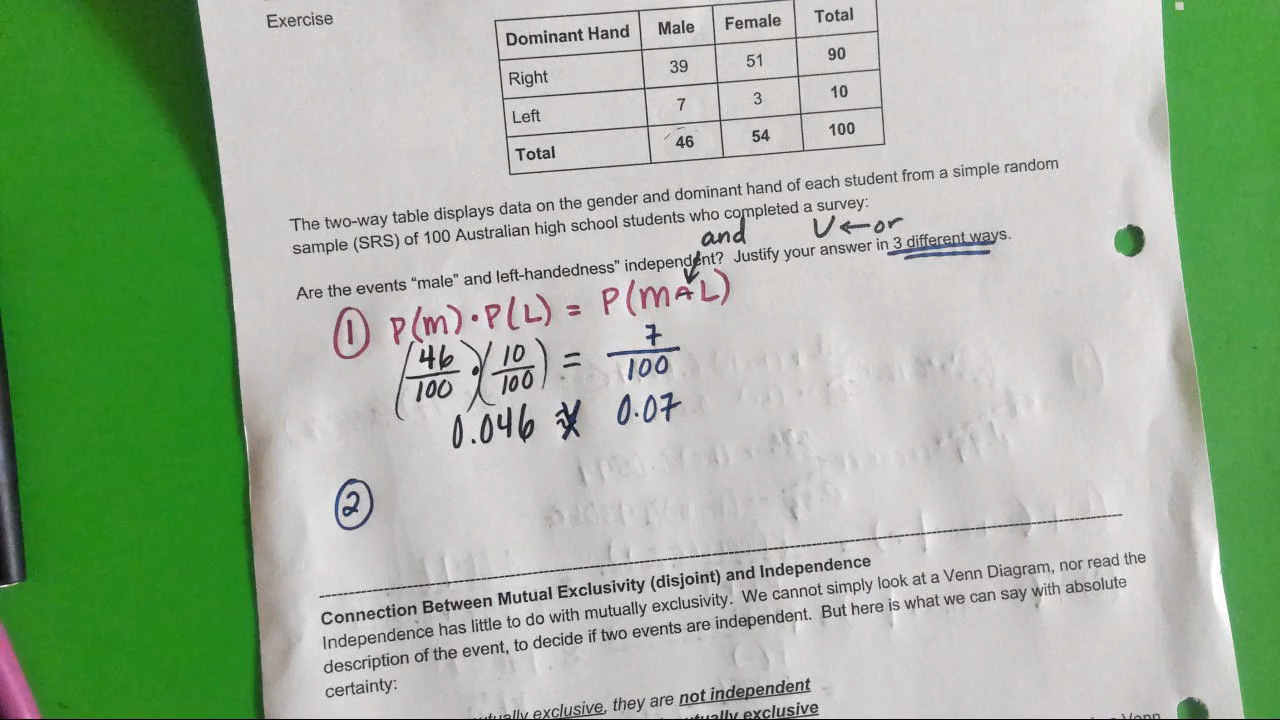 Exercise
Dominant Hand Male Female Total
Right 39 51 90
Left 7 3 10
Total 46 54 100
The two-way table displays data on the gender and dominant hand of each student from a simple random
sample (SRS) of 100 Australian high school students who completed a survey:
and U ← or
Are the events “male” and left-handedness” independent? Justify your answer in 3 different ways.
① P(m) · P(L) = P(m ∩ L)
(46/100) · (10/100) = 7/100
0.046 ≠ 0.07
②
Connection Between Mutual Exclusivity (disjoint) and Independence
Independence has little to do with mutually exclusivity. We cannot simply look at a Venn Diagram, nor read the
description of the event, to decide if two events are independent. But here is what we can say with absolute
certainty:
mutually exclusive, they are not independent
mutually exclusive
Venn